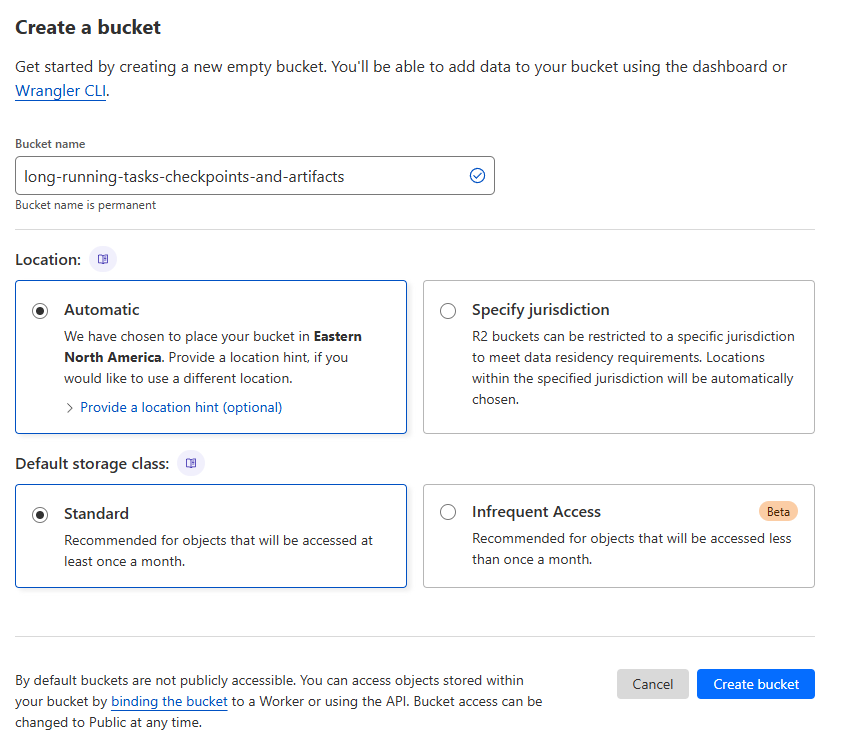 Create a bucket
Get started by creating a new empty bucket. You'll be able to add data to your bucket using the dashboard or
Wrangler CLI.
Bucket name
long-running-tasks-checkpoints-and-artifacts
Bucket name is permanent
Location:
Automatic
We have chosen to place your bucket in Eastern
North America. Provide a location hint, if you
would like to use a different location.
Provide a location hint (optional)
Specify jurisdiction
R2 buckets can be restricted to a specific jurisdiction
to meet data residency requirements. Locations
within the specified jurisdiction will be automatically
chosen.
Default storage class:
Standard
Recommended for objects that will be accessed at
least once a month.
Infrequent Access
Beta
Recommended for objects that will be accessed less
than once a month.
By default buckets are not publicly accessible. You can access objects stored within
your bucket by binding the bucket to a Worker or using the API. Bucket access can be
changed to Public at any time.
Cancel
Create bucket